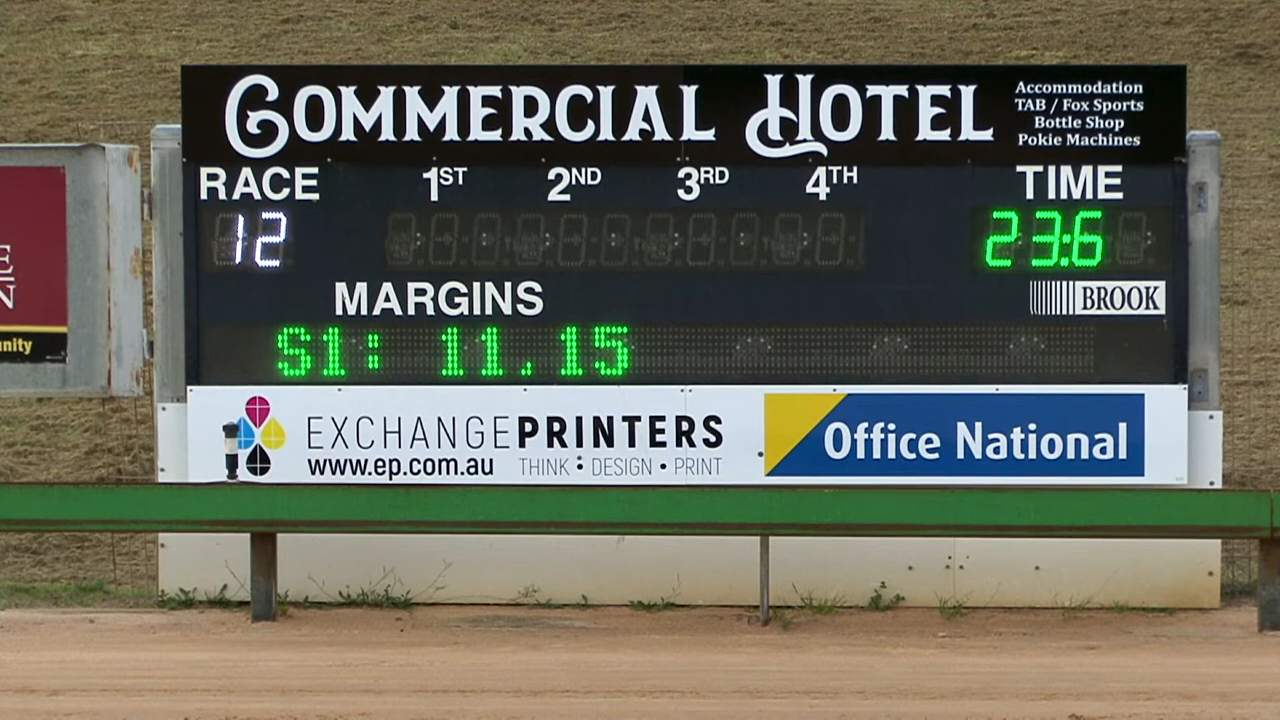 COMMERCIAL HOTEL
Accommodation
TAB / Fox Sports
Bottle Shop
Pokie Machines
RACE 1ST 2ND 3RD 4TH TIME
12 23:6
MARGINS
BROOK
S1: 11.15
E
N
nity
EXCHANGEPRINTERS
www.ep.com.au THINK : DESIGN • PRINT
Office National